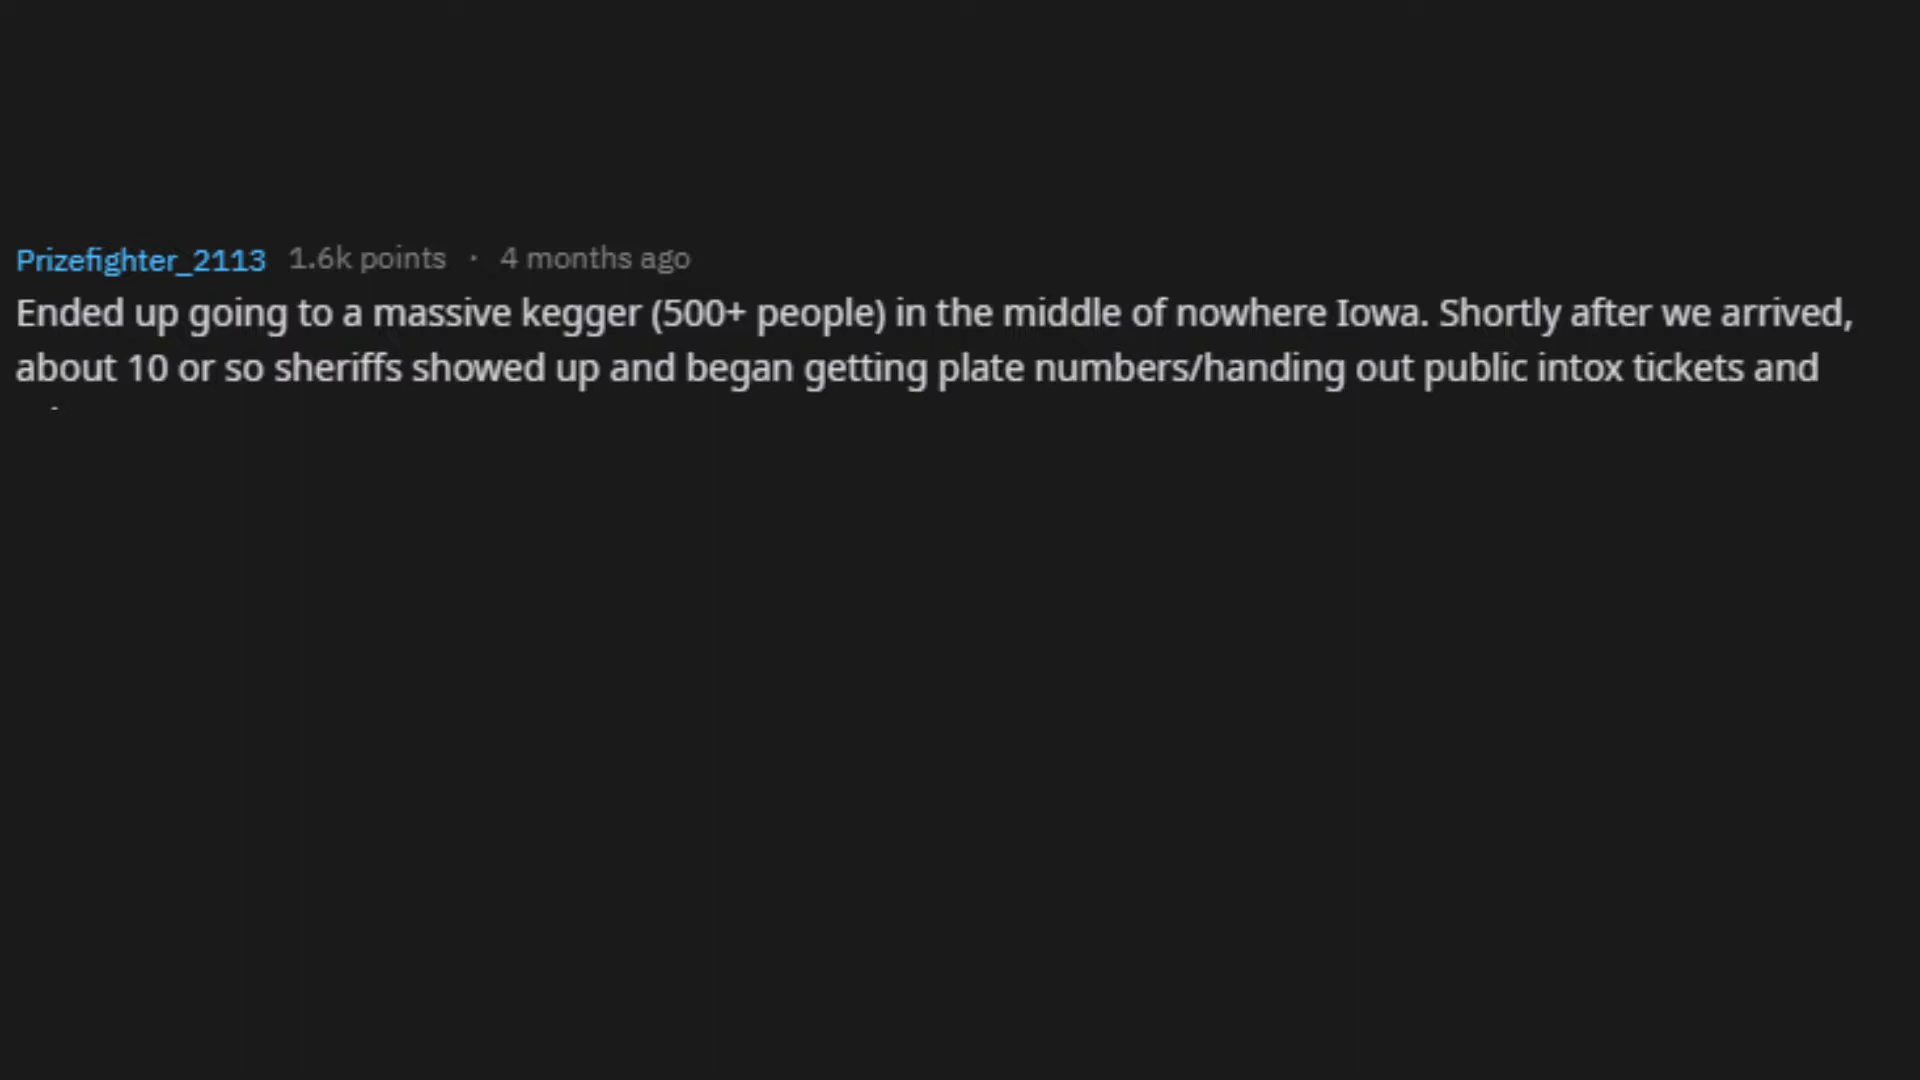 Prizefighter_2113 1.6k points · 4 months ago
Ended up going to a massive kegger (500+ people) in the middle of nowhere Iowa. Shortly after we arrived,
about 10 or so sheriffs showed up and began getting plate numbers/handing out public intox tickets and